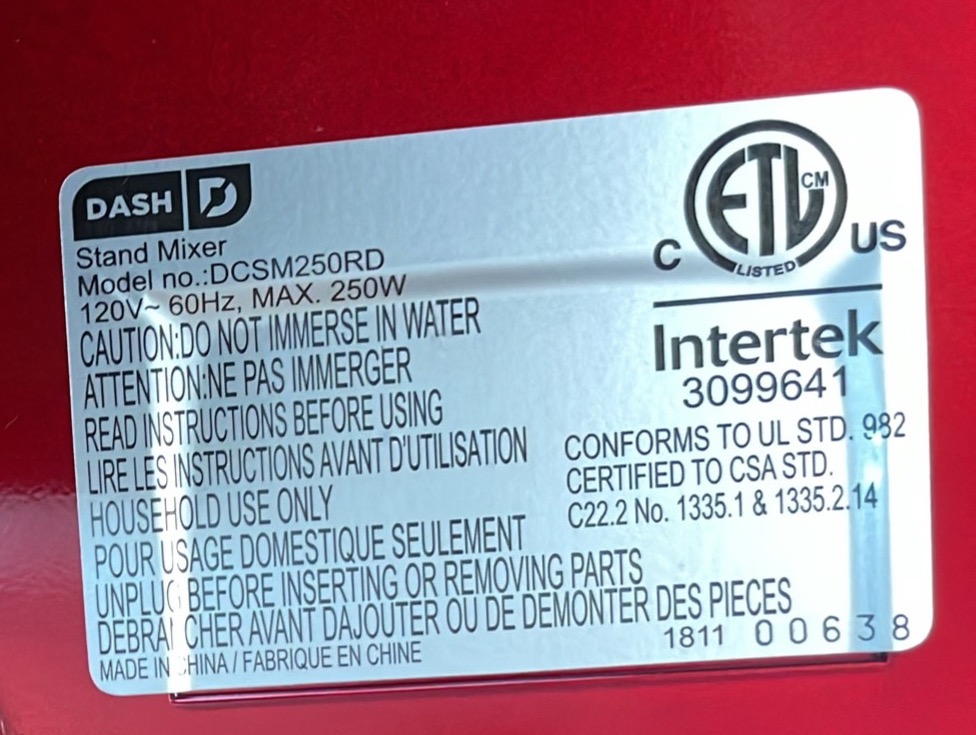 DASH D
Stand Mixer
Model no.:DCSM250RD
120V~ 60Hz, MAX. 250W
CAUTION:DO NOT IMMERSE IN WATER
ATTENTION:NE PAS IMMERGER
READ INSTRUCTIONS BEFORE USING
LIRE LES INSTRUCTIONS AVANT D'UTILISATION
HOUSEHOLD USE ONLY
POUR USAGE DOMESTIQUE SEULEMENT
UNPLUG BEFORE INSERTING OR REMOVING PARTS
DEBRANCHER AVANT DAJOUTER OU DE DEMONTER DES PIECES
MADE IN CHINA / FABRIQUE EN CHINE
ETL CM
LISTED
C US
Intertek
3099641
CONFORMS TO UL STD. 982
CERTIFIED TO CSA STD.
C22.2 No. 1335.1 & 1335.2.14
1811 00638